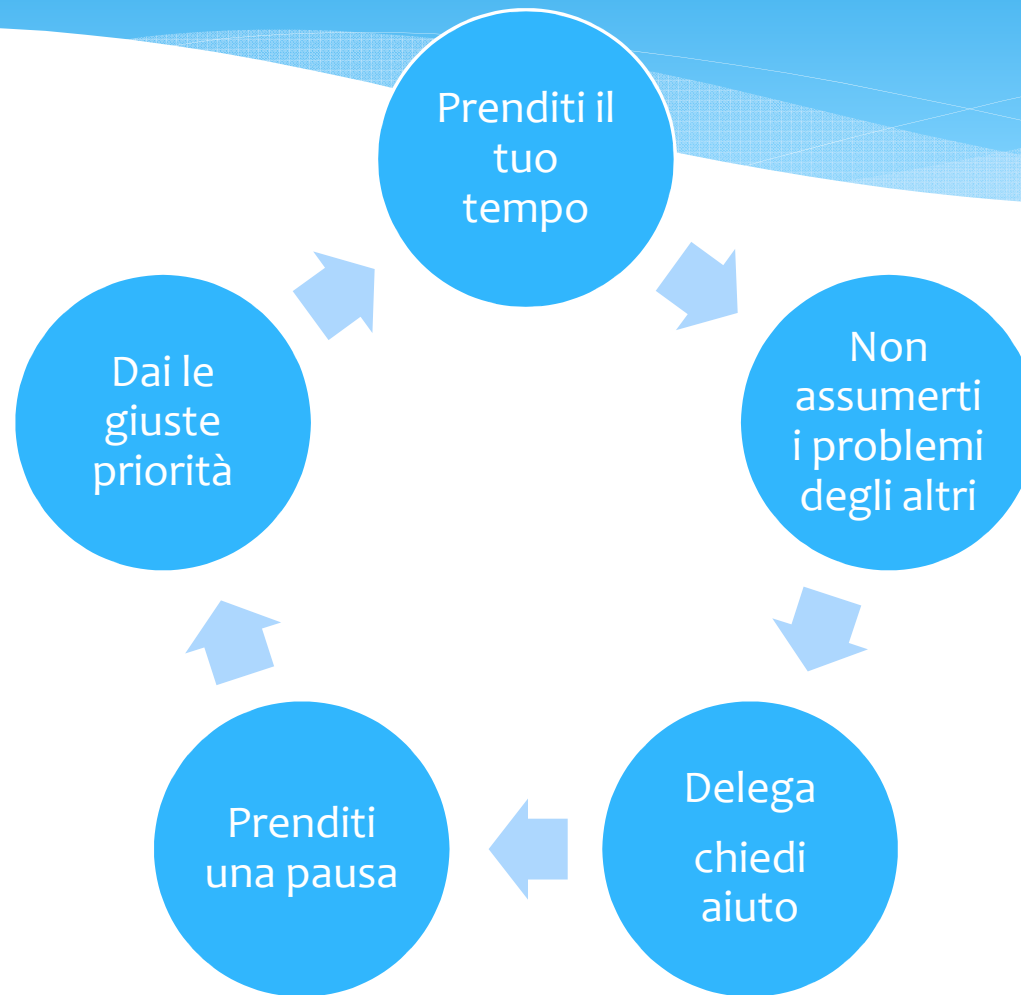 Prenditi il
tuo
tempo
Non
assumerti
i problemi
degli altri
Delega
chiedi
aiuto
Prenditi
una pausa
Dai le
giuste
priorità